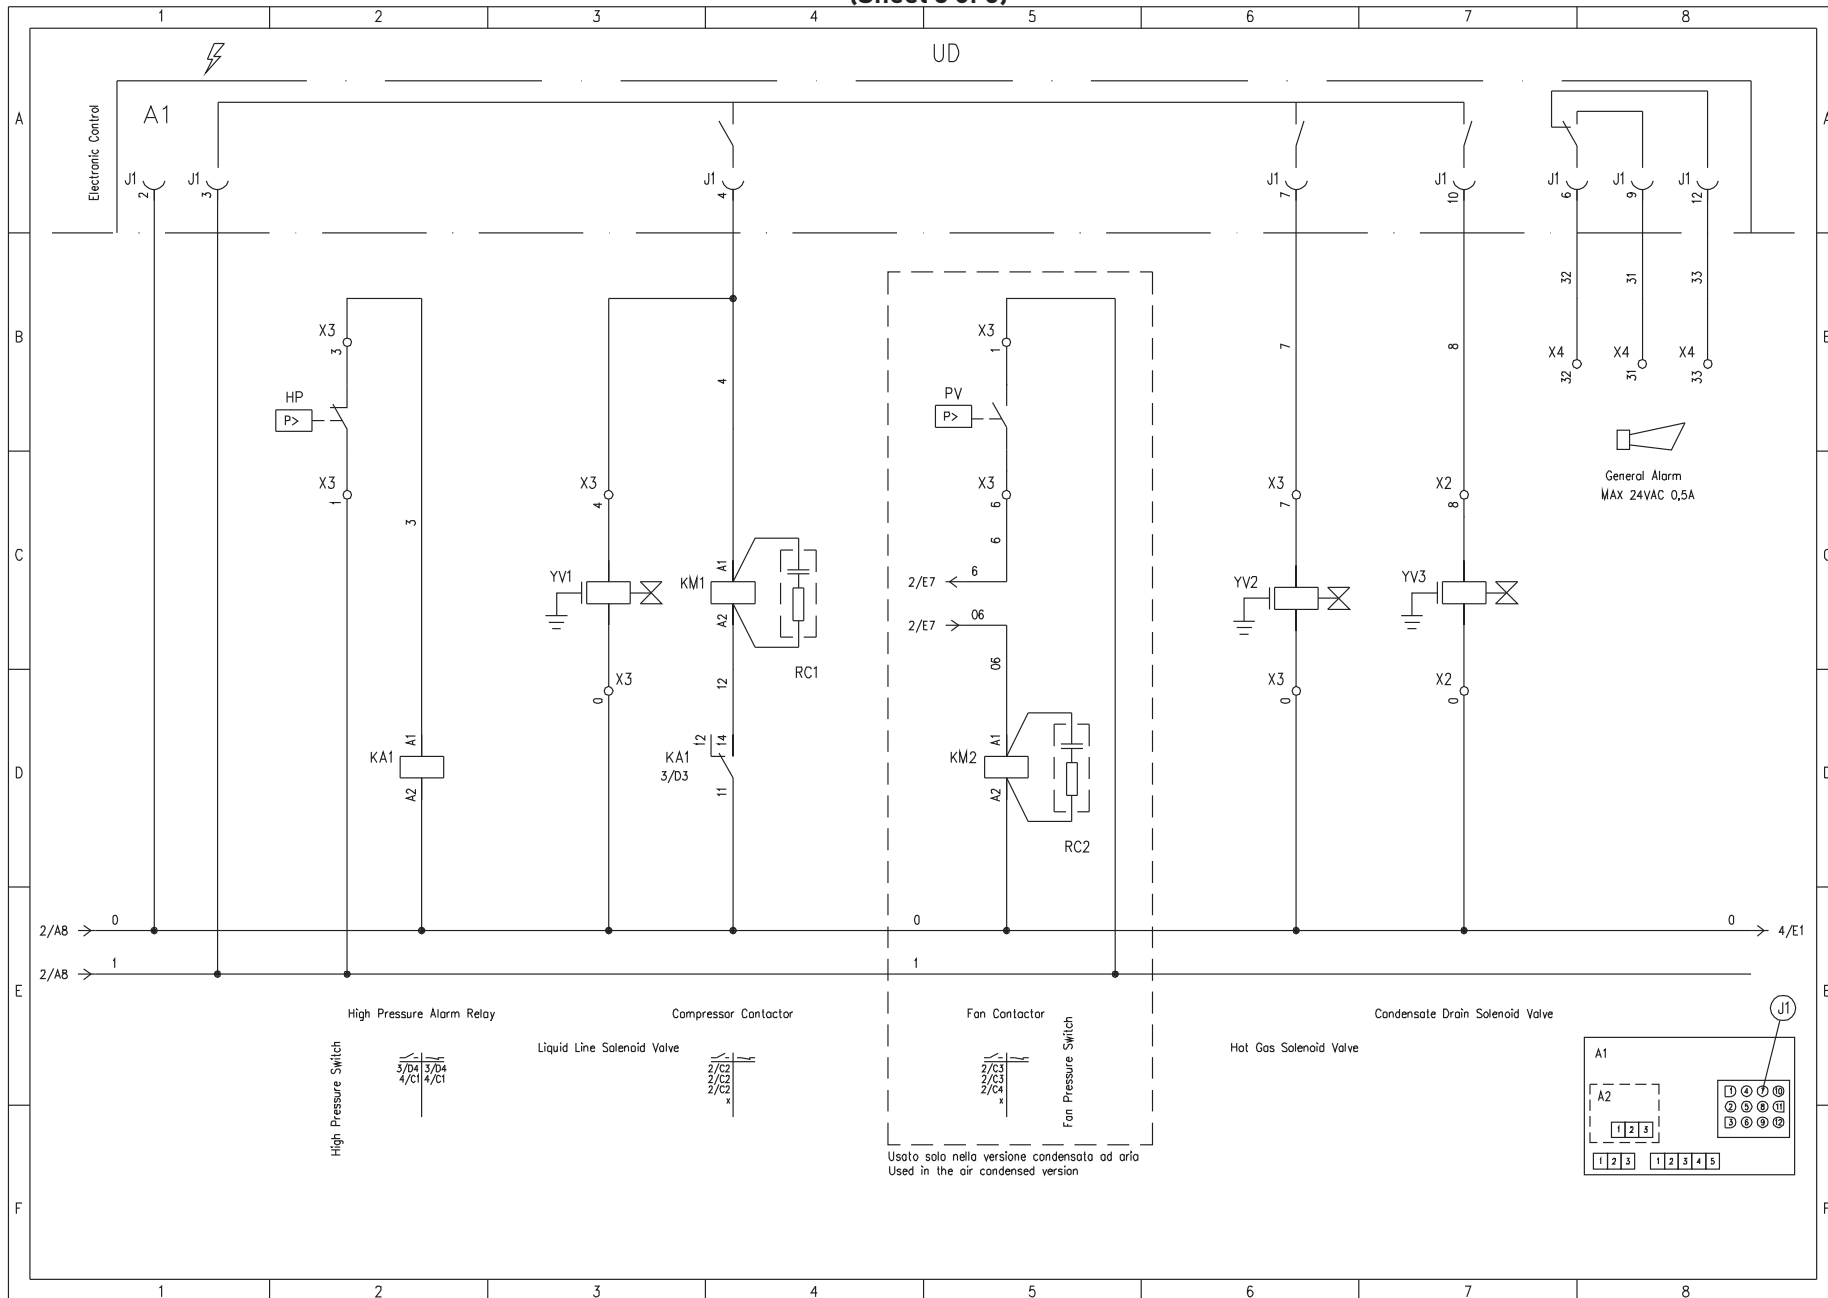 1 2 3 4 5 6 7 8
UD
A
A1
Electronic Control
J1 2
J1 3
J1 4
J1 7
J1 10
J1 6
J1 9
J1 12
32 31 33
B
X3 3
X3 1
4
7
8
X4 32
X4 31
X4 33
HP
P>
PV
P>
General Alarm
MAX 24VAC 0,5A
X3 1
3
X3 4
X3 6
6
X3 7
X2 8
C
YV1
KM1
A1
A2
RC1
2/E7 6
2/E7 06
06
YV2
YV3
X3 0
12
X3 0
X2 0
D
KA1
A1
A2
KA1
3/D3
12 14
11
KM2
A1
A2
RC2
2/A8 0 0 0 4/E1
2/A8 1 1
E
High Pressure Alarm Relay
Compressor Contactor
Fan Contactor
Condensate Drain Solenoid Valve
Liquid Line Solenoid Valve
Hot Gas Solenoid Valve
High Pressure Switch
Fan Pressure Switch
3/D4 3/D4
4/C1 4/C1
2/C2
2/C2
2/C2
x
2/C3
2/C3
2/C4
x
Usato solo nella versione condensata ad aria
Used in the air condensed version
J1
A1
A2
1 4 7 10
2 5 8 11
3 6 9 12
1 2 3
1 2 3
1 2 3 4 5
F
1 2 3 4 5 6 7 8